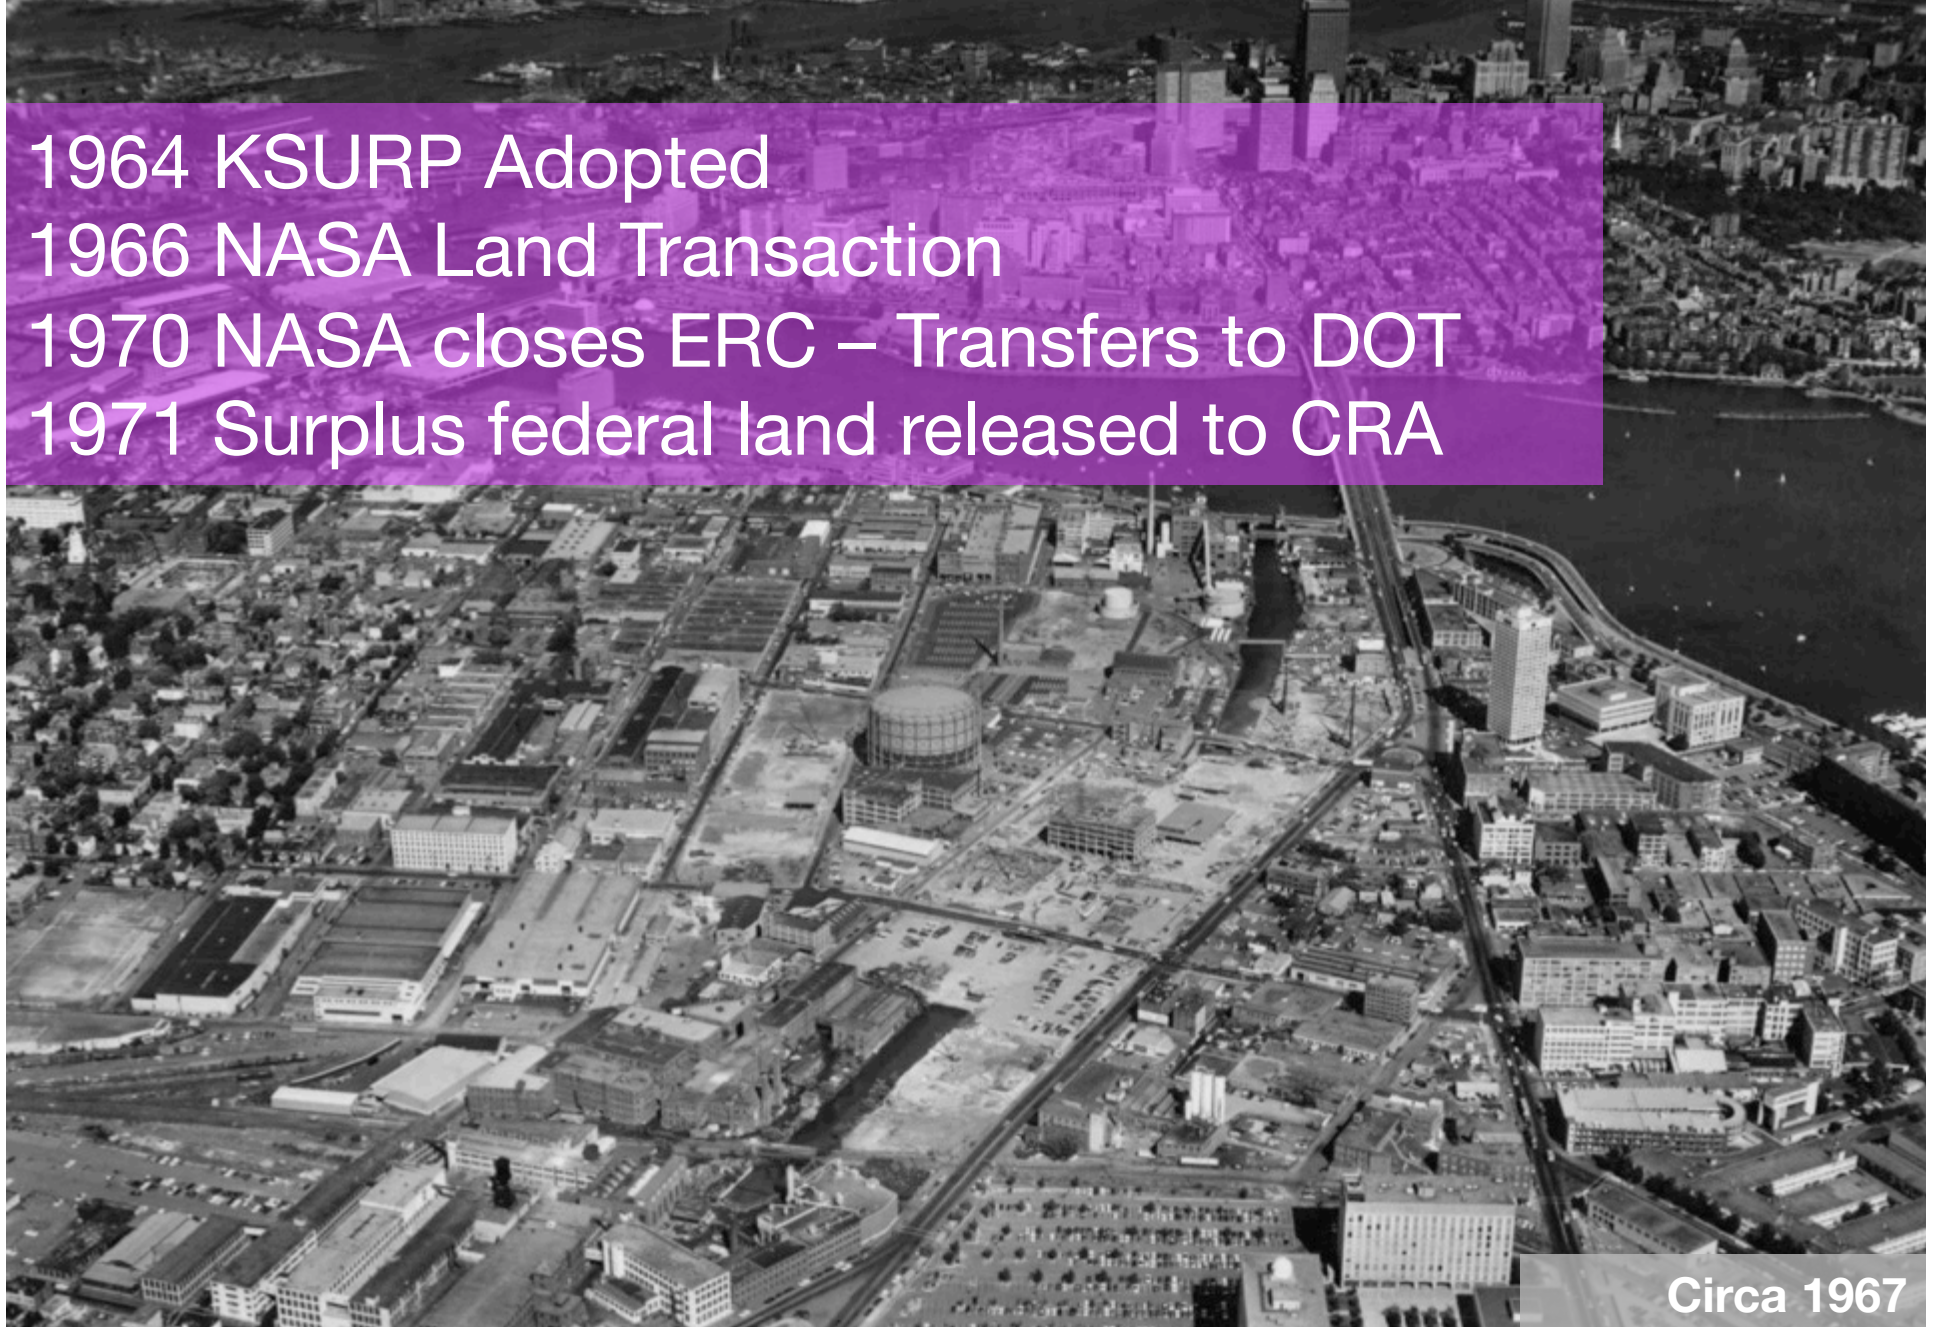 1964 KSURP Adopted
1966 NASA Land Transaction
1970 NASA closes ERC – Transfers to DOT
1971 Surplus federal land released to CRA
Circa 1967